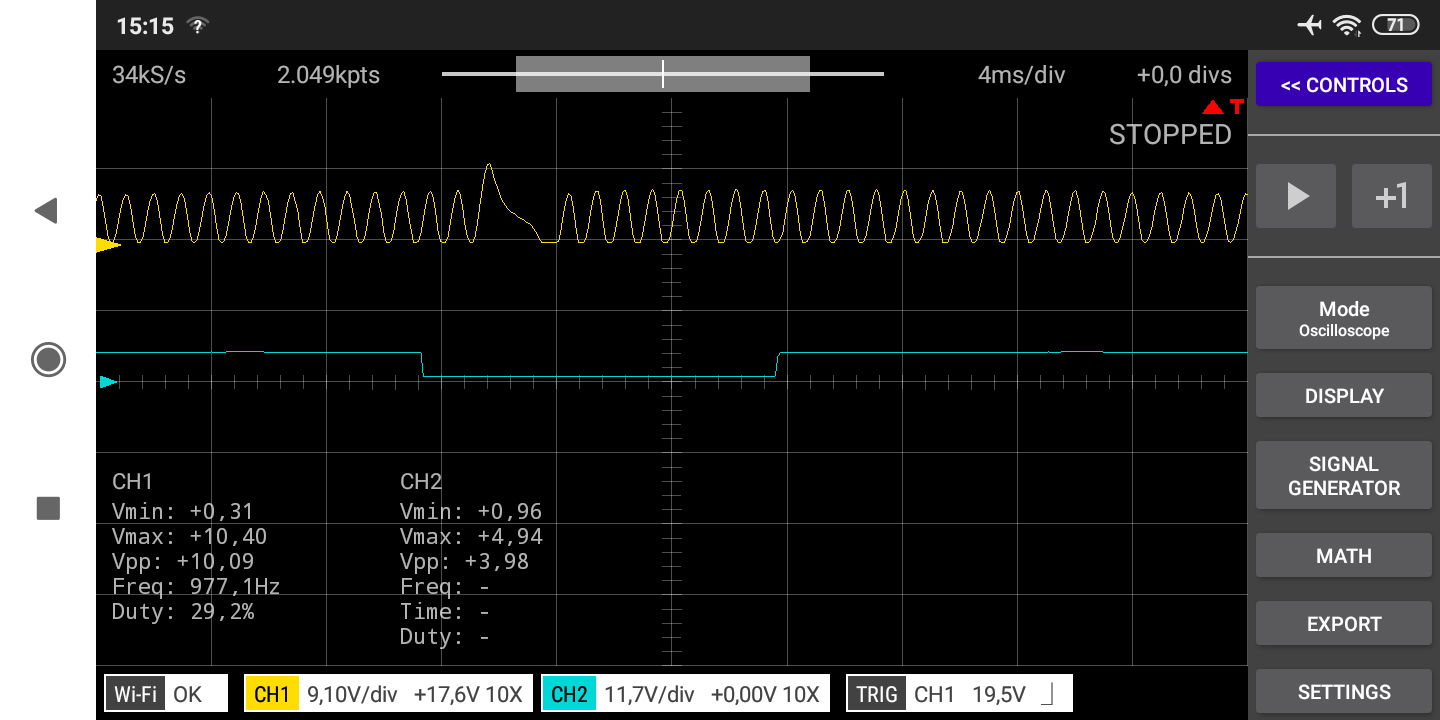 15:15 71
34kS/s 2.049kpts 4ms/div +0,0 divs
T
STOPPED
<< CONTROLS
+1
Mode
Oscilloscope
DISPLAY
SIGNAL
GENERATOR
MATH
EXPORT
SETTINGS
CH1
Vmin: +0,31
Vmax: +10,40
Vpp: +10,09
Freq: 977,1Hz
Duty: 29,2%
CH2
Vmin: +0,96
Vmax: +4,94
Vpp: +3,98
Freq: -
Time: -
Duty: -
Wi-Fi OK CH1 9,10V/div +17,6V 10X CH2 11,7V/div +0,00V 10X TRIG CH1 19,5V